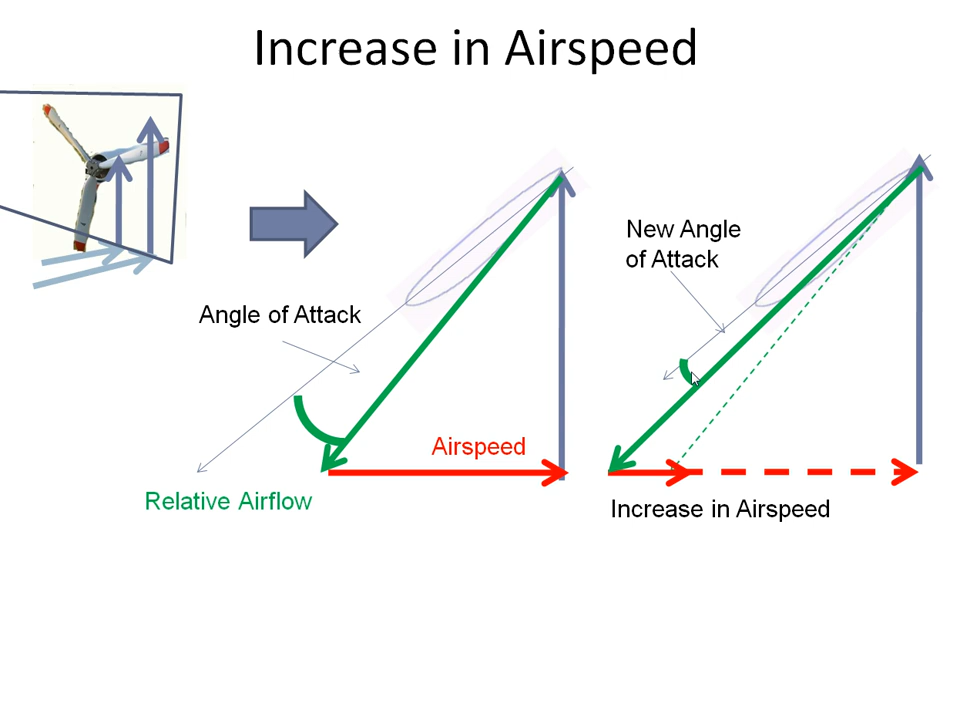 Increase in Airspeed
New Angle
of Attack
Angle of Attack
Airspeed
Relative Airflow
Increase in Airspeed